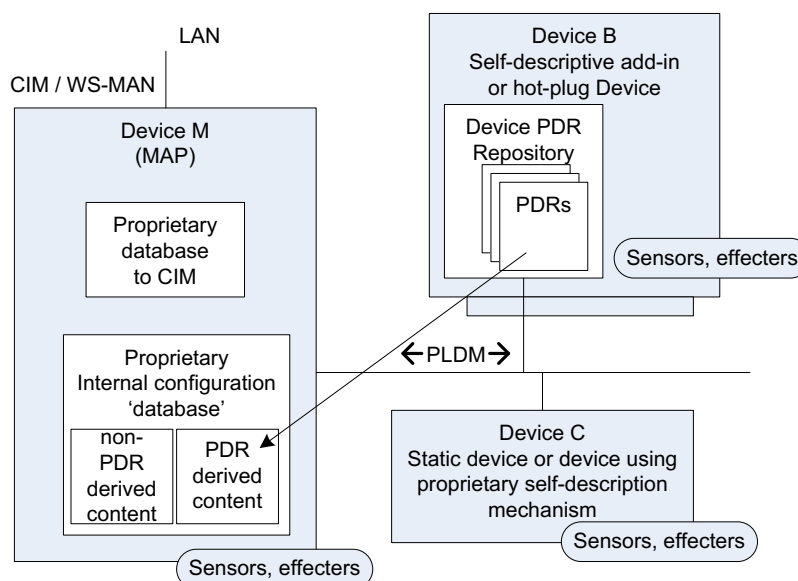 LAN
CIM / WS-MAN
Device M
(MAP)
Proprietary
database
to CIM
Proprietary
Internal configuration
‘database’
non-
PDR
derived
content
PDR
derived
content
Sensors, effecters
Device B
Self-descriptive add-in
or hot-plug Device
Device PDR
Repository
PDRs
Sensors, effecters
PLDM
Device C
Static device or device using
proprietary self-description
mechanism
Sensors, effecters